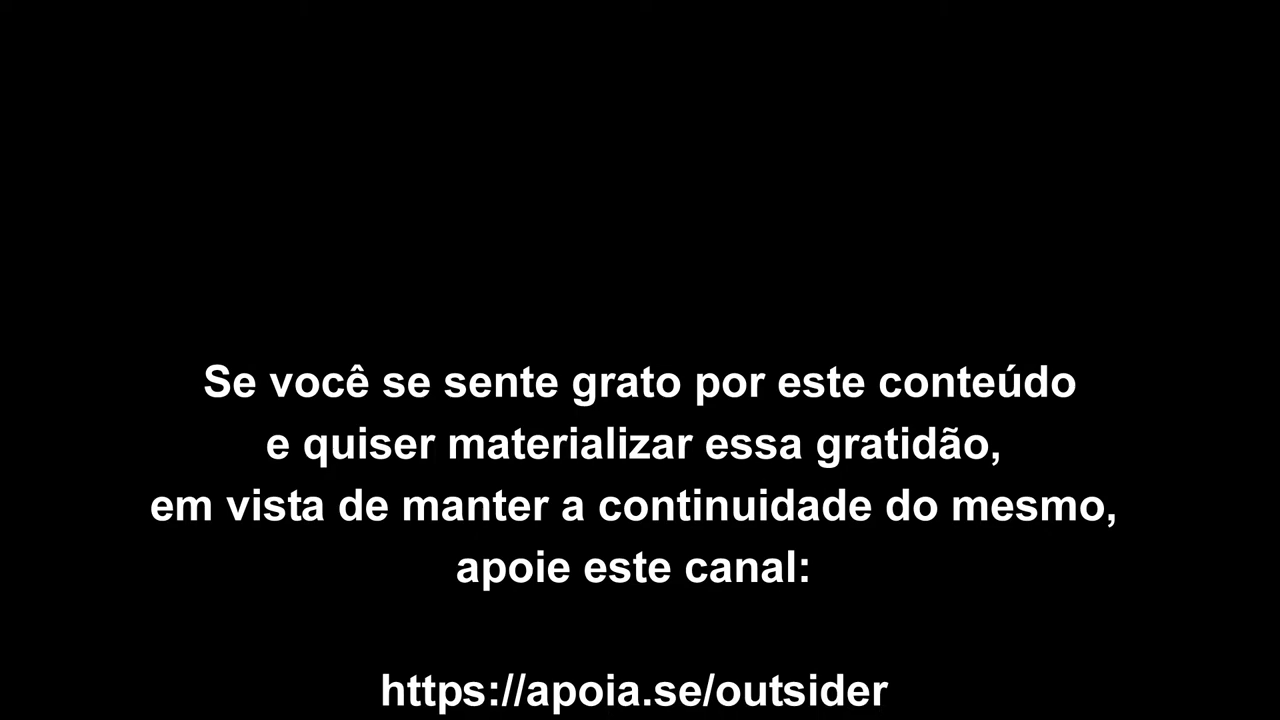 Se você se sente grato por este conteúdo
e quiser materializar essa gratidão,
em vista de manter a continuidade do mesmo,
apoie este canal:
https://apoia.se/outsider